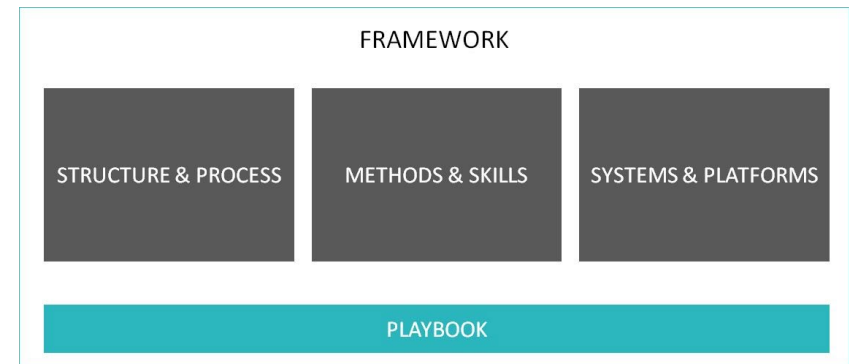 FRAMEWORK
STRUCTURE & PROCESS
METHODS & SKILLS
SYSTEMS & PLATFORMS
PLAYBOOK